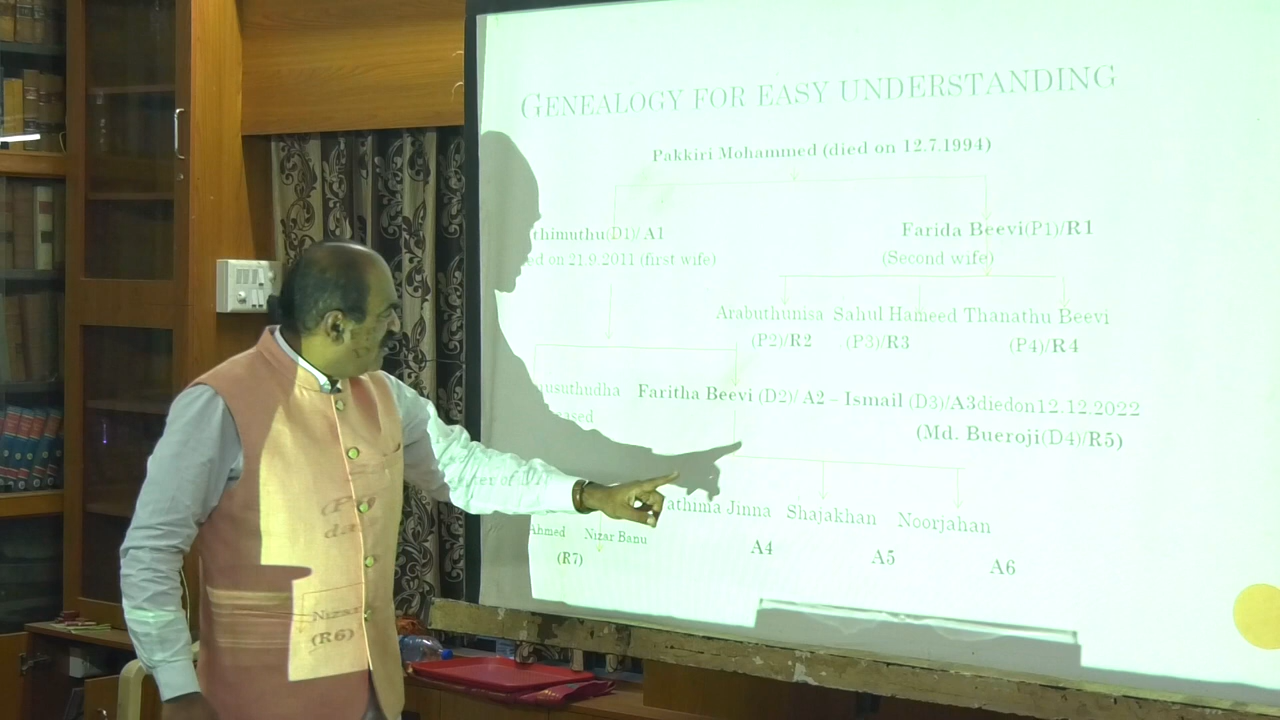 GENEALOGY FOR EASY UNDERSTANDING
Pakkiri Mohammed (died on 12.7.1994)
thimuthu(D1)/A1
Farida Beevi(P1)/R1
on 21.9.2011 (first wife)
(Second wife)
Arabuthunisa Sahul Hameed Thanathu Beevi
(P2)/R2 (P3)/R3 (P4)/R4
usuthudha Faritha Beevi (D2)/A2 – Ismail (D3)/A3diedon12.12.2022
(Md. Bueroji(D4)/R5)
athima Jinna Shajakhan Noorjahan
Ahmed Nizar Banu
(R7)
A4 A5 A6
Nizar
(R6)